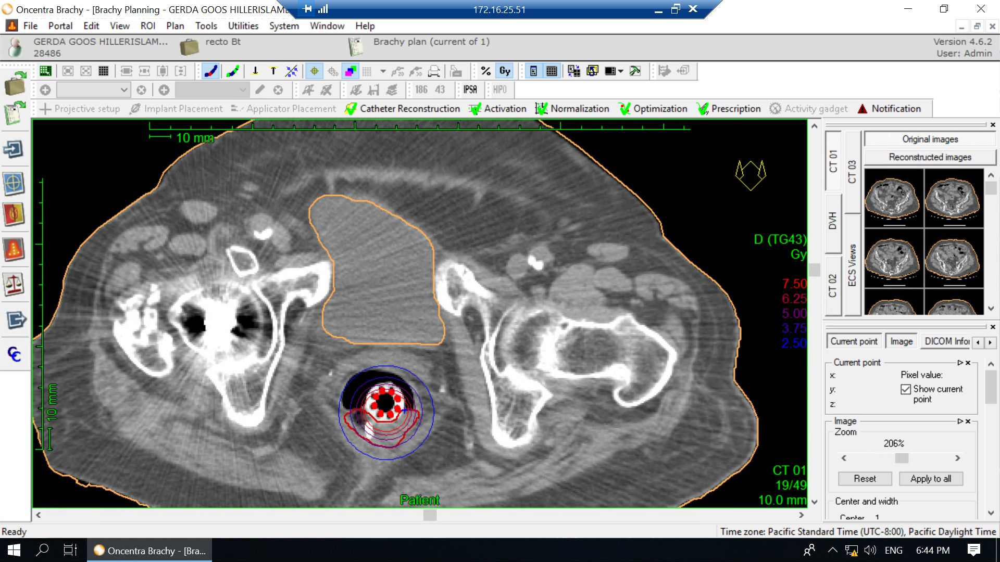 Oncentra Brachy - [Brachy Planning - GERDA GOOS HILLERISLAM
172.16.25.51
File Portal Edit View ROI Plan Tools Utilities System Window Help
GERDA GOOS HILLERISLAM...
28486
recto Bt
Brachy plan (current of 1)
Version 4.6.2
User: Admin
% Gy
186 43 IPSA HIPO
Projective setup Implant Placement Applicator Placement Catheter Reconstruction Activation Normalization Optimization Prescription Activity gadget Notification
10 mm
10 mm
D (TG43)
Gy
7.50
6.25
5.00
3.75
2.50
CT 01
19/49
10.0 mm
Patient
CT 01
CT 03
DVH
ECS Views
CT 02
Original images
Reconstructed images
Current point Image DICOM Infor
Current point
x:
y:
z:
Pixel value:
Show current
point
Image
Zoom
206%
Reset Apply to all
Center and width
Center 1
Ready
Time zone: Pacific Standard Time (UTC-8:00), Pacific Daylight Time
Oncentra Brachy - [Bra...
ENG 6:44 PM